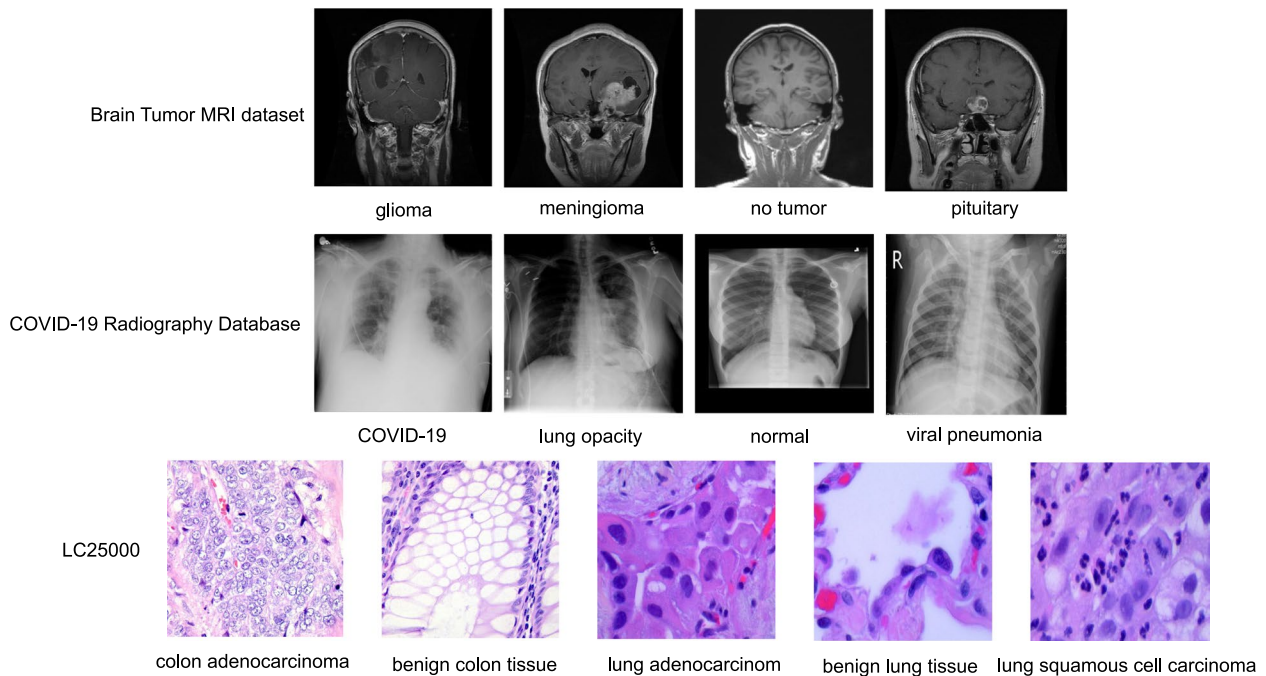 Brain Tumor MRI dataset
glioma
meningioma
no tumor
pituitary
COVID-19 Radiography Database
R
COVID-19
lung opacity
normal
viral pneumonia
LC25000
colon adenocarcinoma
benign colon tissue
lung adenocarcinom
benign lung tissue
lung squamous cell carcinoma